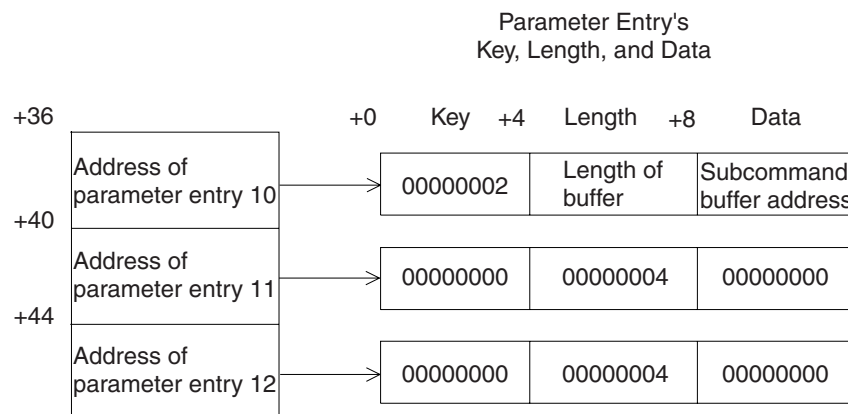 Parameter Entry's
Key, Length, and Data
+36 +0 Key +4 Length +8 Data
Address of
parameter entry 10
00000002
Length of
buffer
Subcommand
buffer address
+40
Address of
parameter entry 11
00000000 00000004 00000000
+44
Address of
parameter entry 12
00000000 00000004 00000000